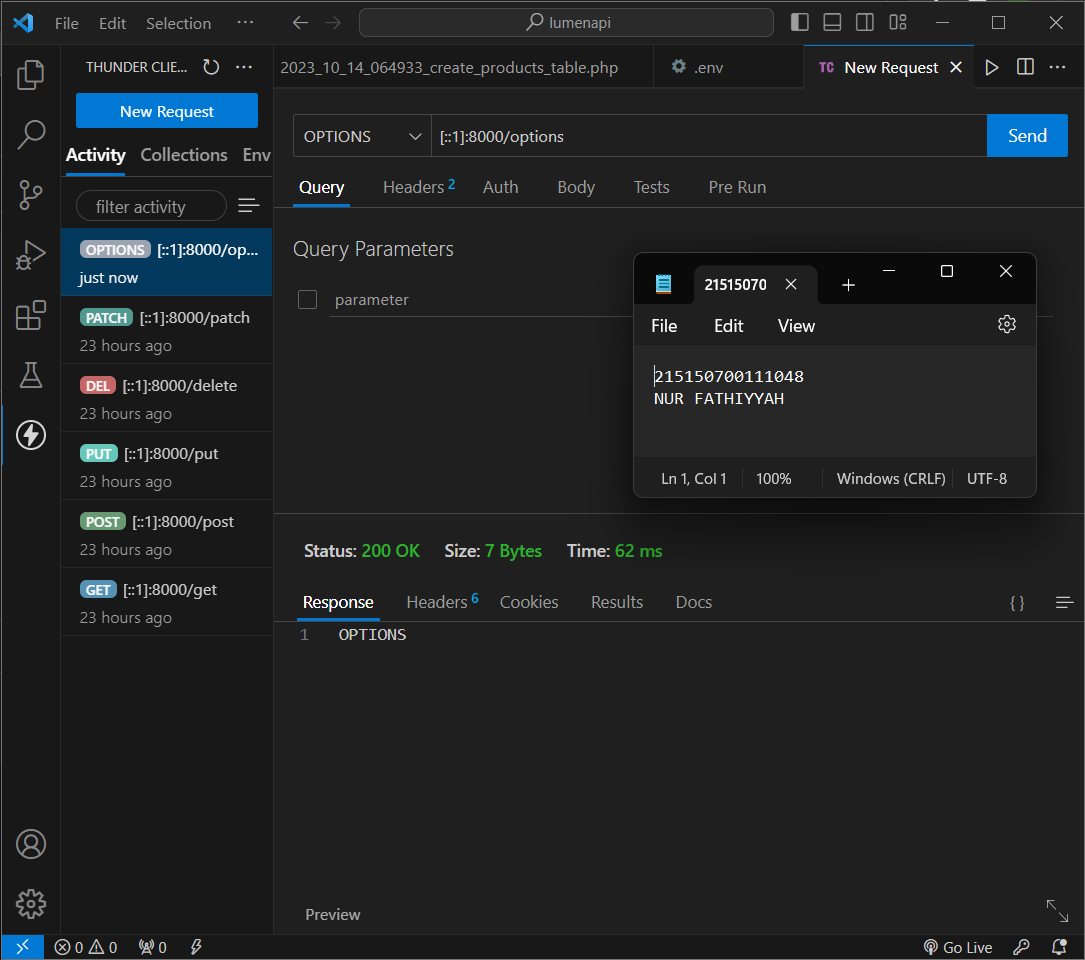 File Edit Selection ··· lumenapi
THUNDER CLIE... ···
New Request
Activity Collections Env
filter activity
OPTIONS [::1]:8000/op...
just now
PATCH [::1]:8000/patch
23 hours ago
DEL [::1]:8000/delete
23 hours ago
PUT [::1]:8000/put
23 hours ago
POST [::1]:8000/post
23 hours ago
GET [::1]:8000/get
23 hours ago
2023_10_14_064933_create_products_table.php .env TC New Request ···
OPTIONS [::1]:8000/options Send
Query Headers 2 Auth Body Tests Pre Run
Query Parameters
parameter
21515070
File Edit View
215150700111048
NUR FATHIYYAH
Ln 1, Col 1 100% Windows (CRLF) UTF-8
Status: 200 OK Size: 7 Bytes Time: 62 ms
Response Headers 6 Cookies Results Docs { }
1 OPTIONS
Preview
0 0 0 Go Live